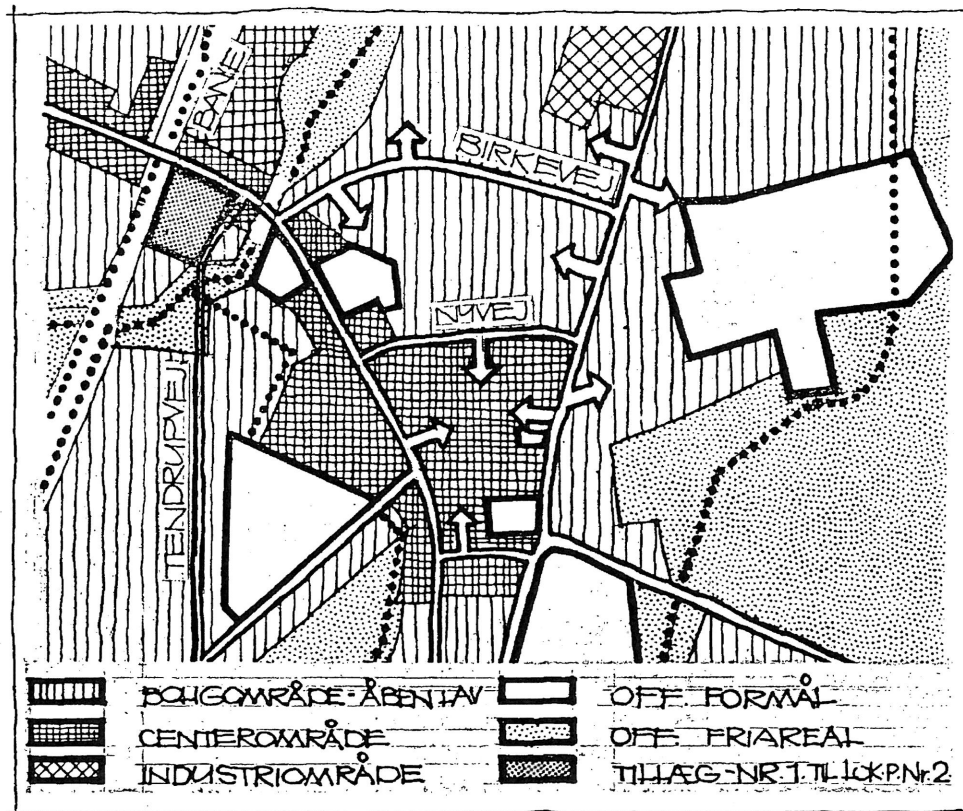 BANE
BIRKEVEJ
NYVEJ
TENDRUPVEJ
BOLIGOMRÅDE-ÅBEN LAV
OFF. FORMÅL
CENTEROMRÅDE
OFF. FRIAREAL
INDUSTRIOMRÅDE
TILLÆG-NR.1.TIL LOK.P.Nr.2